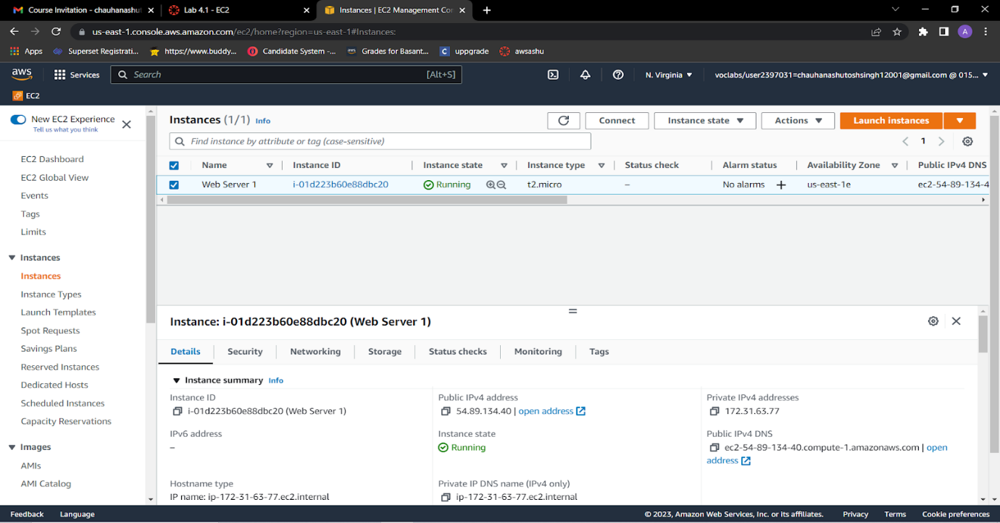 Course Invitation - chauhanashut
Lab 4.1 - EC2
Instances | EC2 Management Con
us-east-1.console.aws.amazon.com/ec2/home?region=us-east-1#Instances:
A
Apps
Superset Registrati...
https://www.buddy...
Candidate System -...
Grades for Basant...
uppgrade
awsashu
aws
Services
Search
[Alt+S]
N. Virginia
voclabs/user2397031=chauhanashutoshsingh12001@gmail.com @ 015...
EC2
New EC2 Experience
Tell us what you think
EC2 Dashboard
EC2 Global View
Events
Tags
Limits
Instances
Instances
Instance Types
Launch Templates
Spot Requests
Savings Plans
Reserved Instances
Dedicated Hosts
Scheduled Instances
Capacity Reservations
Images
AMIs
AMI Catalog
Instances (1/1) Info
Connect
Instance state
Actions
Launch instances
Find instance by attribute or tag (case-sensitive)
1
Name Instance ID Instance state Instance type Status check Alarm status Availability Zone Public IPv4 DNS
Web Server 1 i-01d223b60e88dbc20 Running t2.micro – No alarms + us-east-1e ec2-54-89-134-4
Instance: i-01d223b60e88dbc20 (Web Server 1)
Details Security Networking Storage Status checks Monitoring Tags
Instance summary Info
Instance ID
i-01d223b60e88dbc20 (Web Server 1)
Public IPv4 address
54.89.134.40 | open address
Private IPv4 addresses
172.31.63.77
IPv6 address
–
Instance state
Running
Public IPv4 DNS
ec2-54-89-134-40.compute-1.amazonaws.com | open
address
Hostname type
IP name: ip-172-31-63-77.ec2.internal
Private IP DNS name (IPv4 only)
ip-172-31-63-77.ec2.internal
Feedback Language © 2023, Amazon Web Services, Inc. or its affiliates. Privacy Terms Cookie preferences